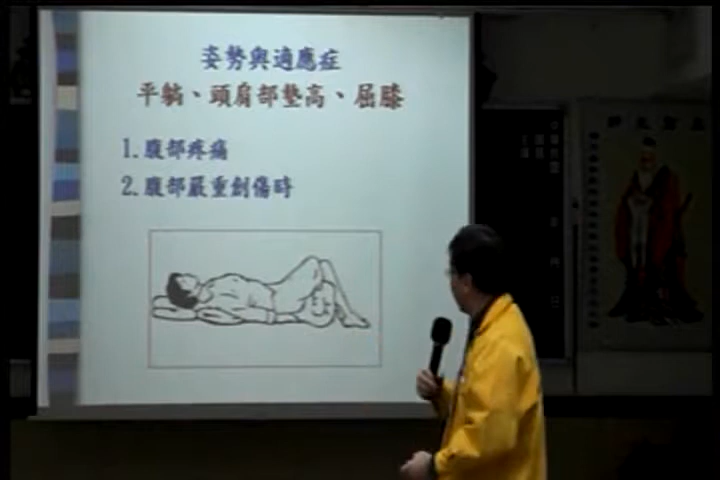 姿勢與適應症
平躺、頭肩部墊高、屈膝
1.腹部疼痛
2.腹部嚴重創傷時